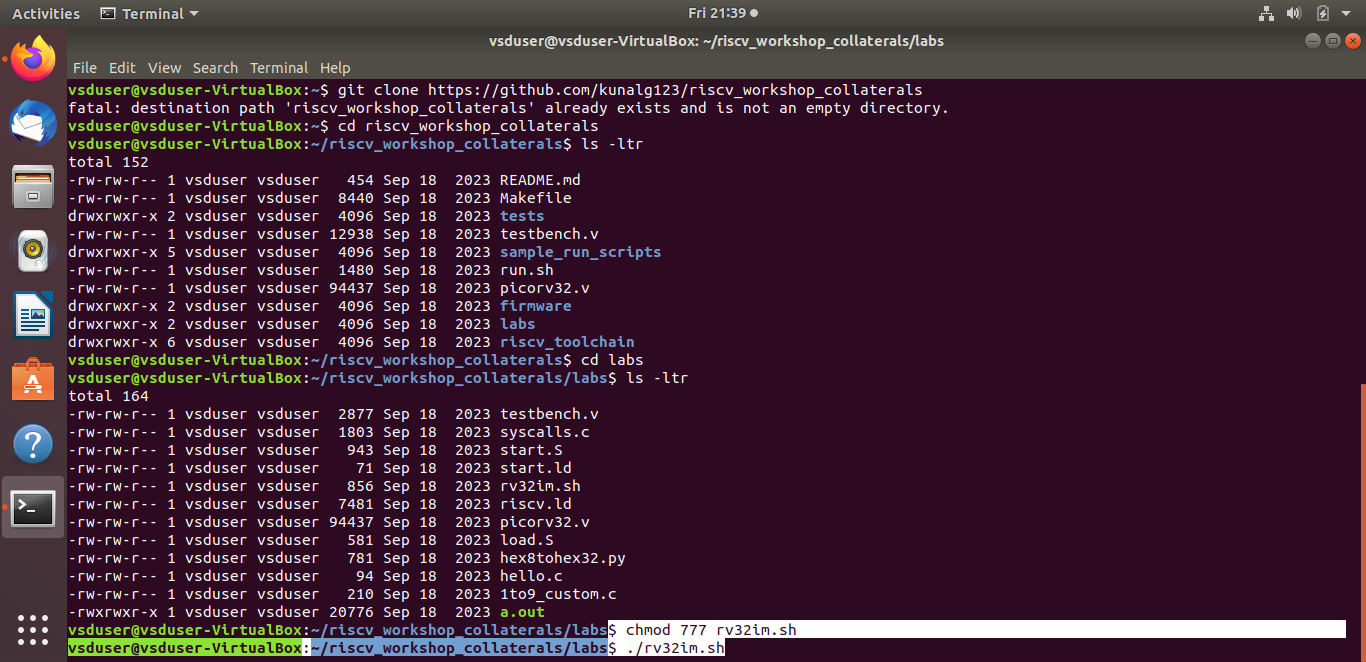 Activities Terminal Fri 21:39
vsduser@vsduser-VirtualBox: ~/riscv_workshop_collaterals/labs
File Edit View Search Terminal Help
vsduser@vsduser-VirtualBox:~$ git clone https://github.com/kunalg123/riscv_workshop_collaterals
fatal: destination path 'riscv_workshop_collaterals' already exists and is not an empty directory.
vsduser@vsduser-VirtualBox:~$ cd riscv_workshop_collaterals
vsduser@vsduser-VirtualBox:~/riscv_workshop_collaterals$ ls -ltr
total 152
-rw-rw-r-- 1 vsduser vsduser   454 Sep 18  2023 README.md
-rw-rw-r-- 1 vsduser vsduser  8440 Sep 18  2023 Makefile
drwxrwxr-x 2 vsduser vsduser  4096 Sep 18  2023 tests
-rw-rw-r-- 1 vsduser vsduser 12938 Sep 18  2023 testbench.v
drwxrwxr-x 5 vsduser vsduser  4096 Sep 18  2023 sample_run_scripts
-rw-rw-r-- 1 vsduser vsduser  1480 Sep 18  2023 run.sh
-rw-rw-r-- 1 vsduser vsduser 94437 Sep 18  2023 picorv32.v
drwxrwxr-x 2 vsduser vsduser  4096 Sep 18  2023 firmware
drwxrwxr-x 2 vsduser vsduser  4096 Sep 18  2023 labs
drwxrwxr-x 6 vsduser vsduser  4096 Sep 18  2023 riscv_toolchain
vsduser@vsduser-VirtualBox:~/riscv_workshop_collaterals$ cd labs
vsduser@vsduser-VirtualBox:~/riscv_workshop_collaterals/labs$ ls -ltr
total 164
-rw-rw-r-- 1 vsduser vsduser  2877 Sep 18  2023 testbench.v
-rw-rw-r-- 1 vsduser vsduser  1803 Sep 18  2023 syscalls.c
-rw-rw-r-- 1 vsduser vsduser   943 Sep 18  2023 start.S
-rw-rw-r-- 1 vsduser vsduser    71 Sep 18  2023 start.ld
-rw-rw-r-- 1 vsduser vsduser   856 Sep 18  2023 rv32im.sh
-rw-rw-r-- 1 vsduser vsduser  7481 Sep 18  2023 riscv.ld
-rw-rw-r-- 1 vsduser vsduser 94437 Sep 18  2023 picorv32.v
-rw-rw-r-- 1 vsduser vsduser   581 Sep 18  2023 load.S
-rw-rw-r-- 1 vsduser vsduser   781 Sep 18  2023 hex8tohex32.py
-rw-rw-r-- 1 vsduser vsduser    94 Sep 18  2023 hello.c
-rw-rw-r-- 1 vsduser vsduser   210 Sep 18  2023 1to9_custom.c
-rwxrwxr-x 1 vsduser vsduser 20776 Sep 18  2023 a.out
vsduser@vsduser-VirtualBox:~/riscv_workshop_collaterals/labs$ chmod 777 rv32im.sh
vsduser@vsduser-VirtualBox:~/riscv_workshop_collaterals/labs$ ./rv32im.sh